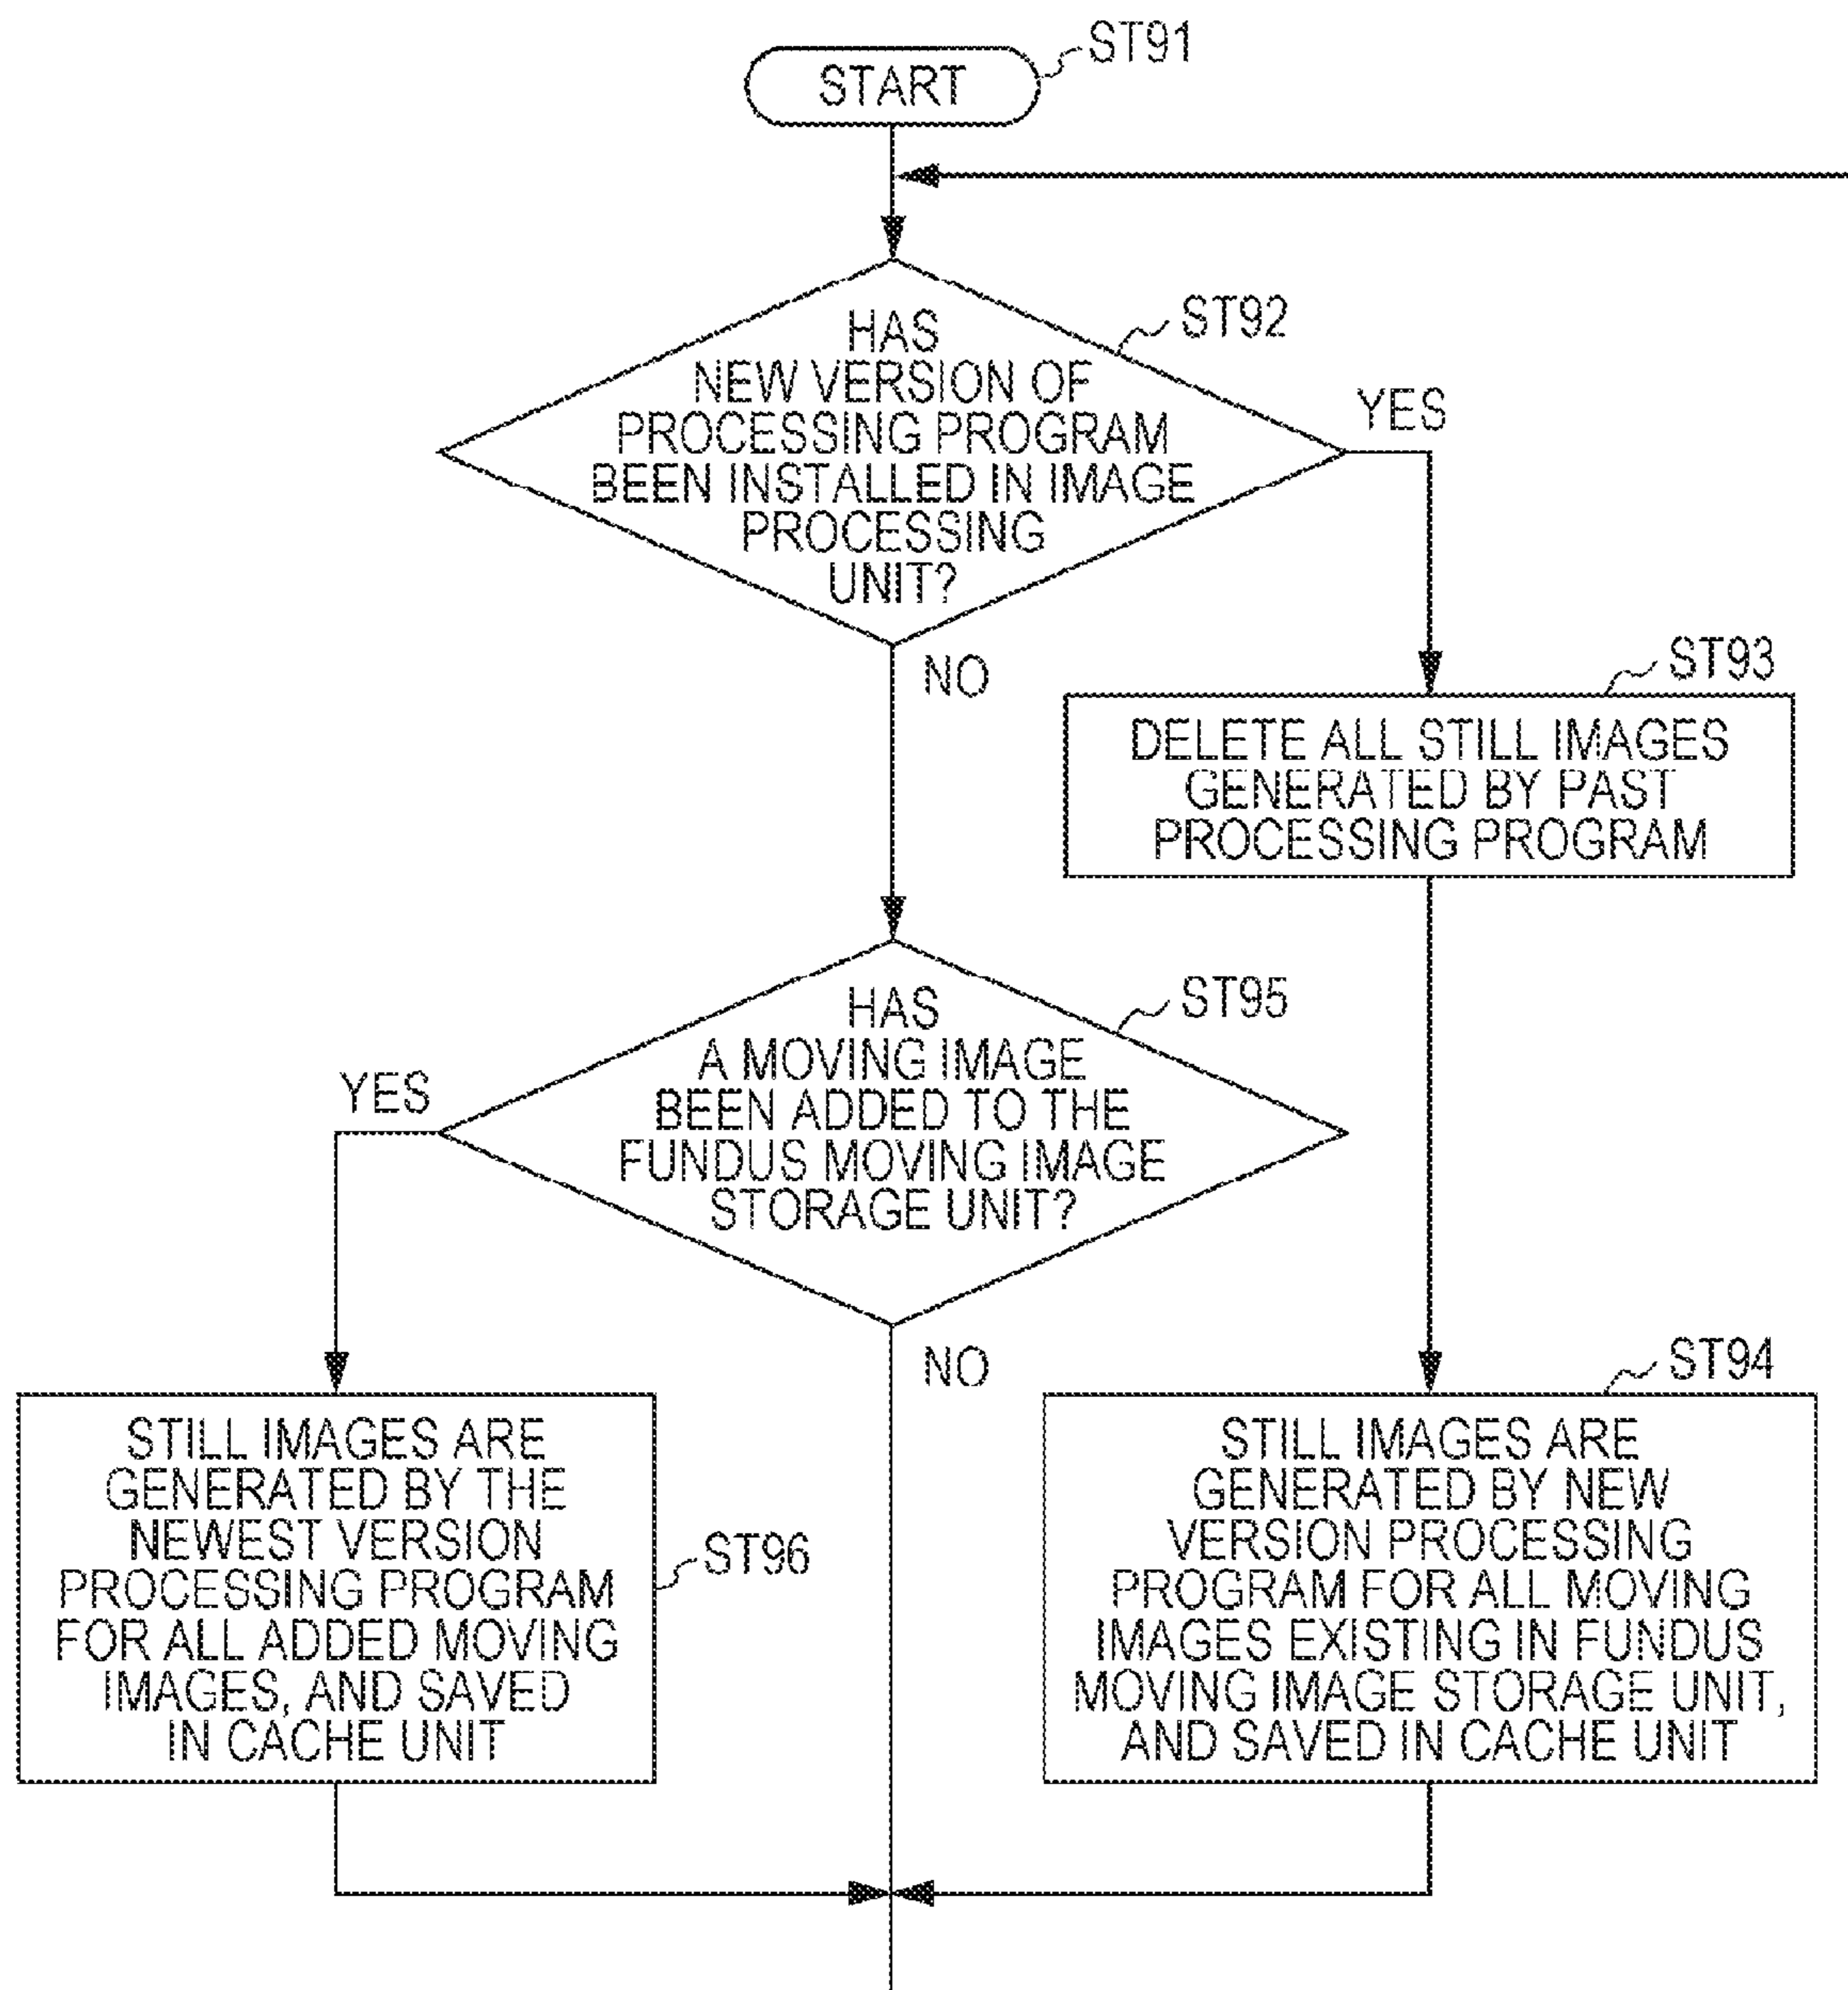 START
ST91
HAS
NEW VERSION OF
PROCESSING PROGRAM
BEEN INSTALLED IN IMAGE
PROCESSING
UNIT?
ST92
YES
NO
ST93
DELETE ALL STILL IMAGES
GENERATED BY PAST
PROCESSING PROGRAM
HAS
A MOVING IMAGE
BEEN ADDED TO THE
FUNDUS MOVING IMAGE
STORAGE UNIT?
ST95
YES
NO
STILL IMAGES ARE
GENERATED BY THE
NEWEST VERSION
PROCESSING PROGRAM
FOR ALL ADDED MOVING
IMAGES, AND SAVED
IN CACHE UNIT
ST96
ST94
STILL IMAGES ARE
GENERATED BY NEW
VERSION PROCESSING
PROGRAM FOR ALL MOVING
IMAGES EXISTING IN FUNDUS
MOVING IMAGE STORAGE UNIT,
AND SAVED IN CACHE UNIT